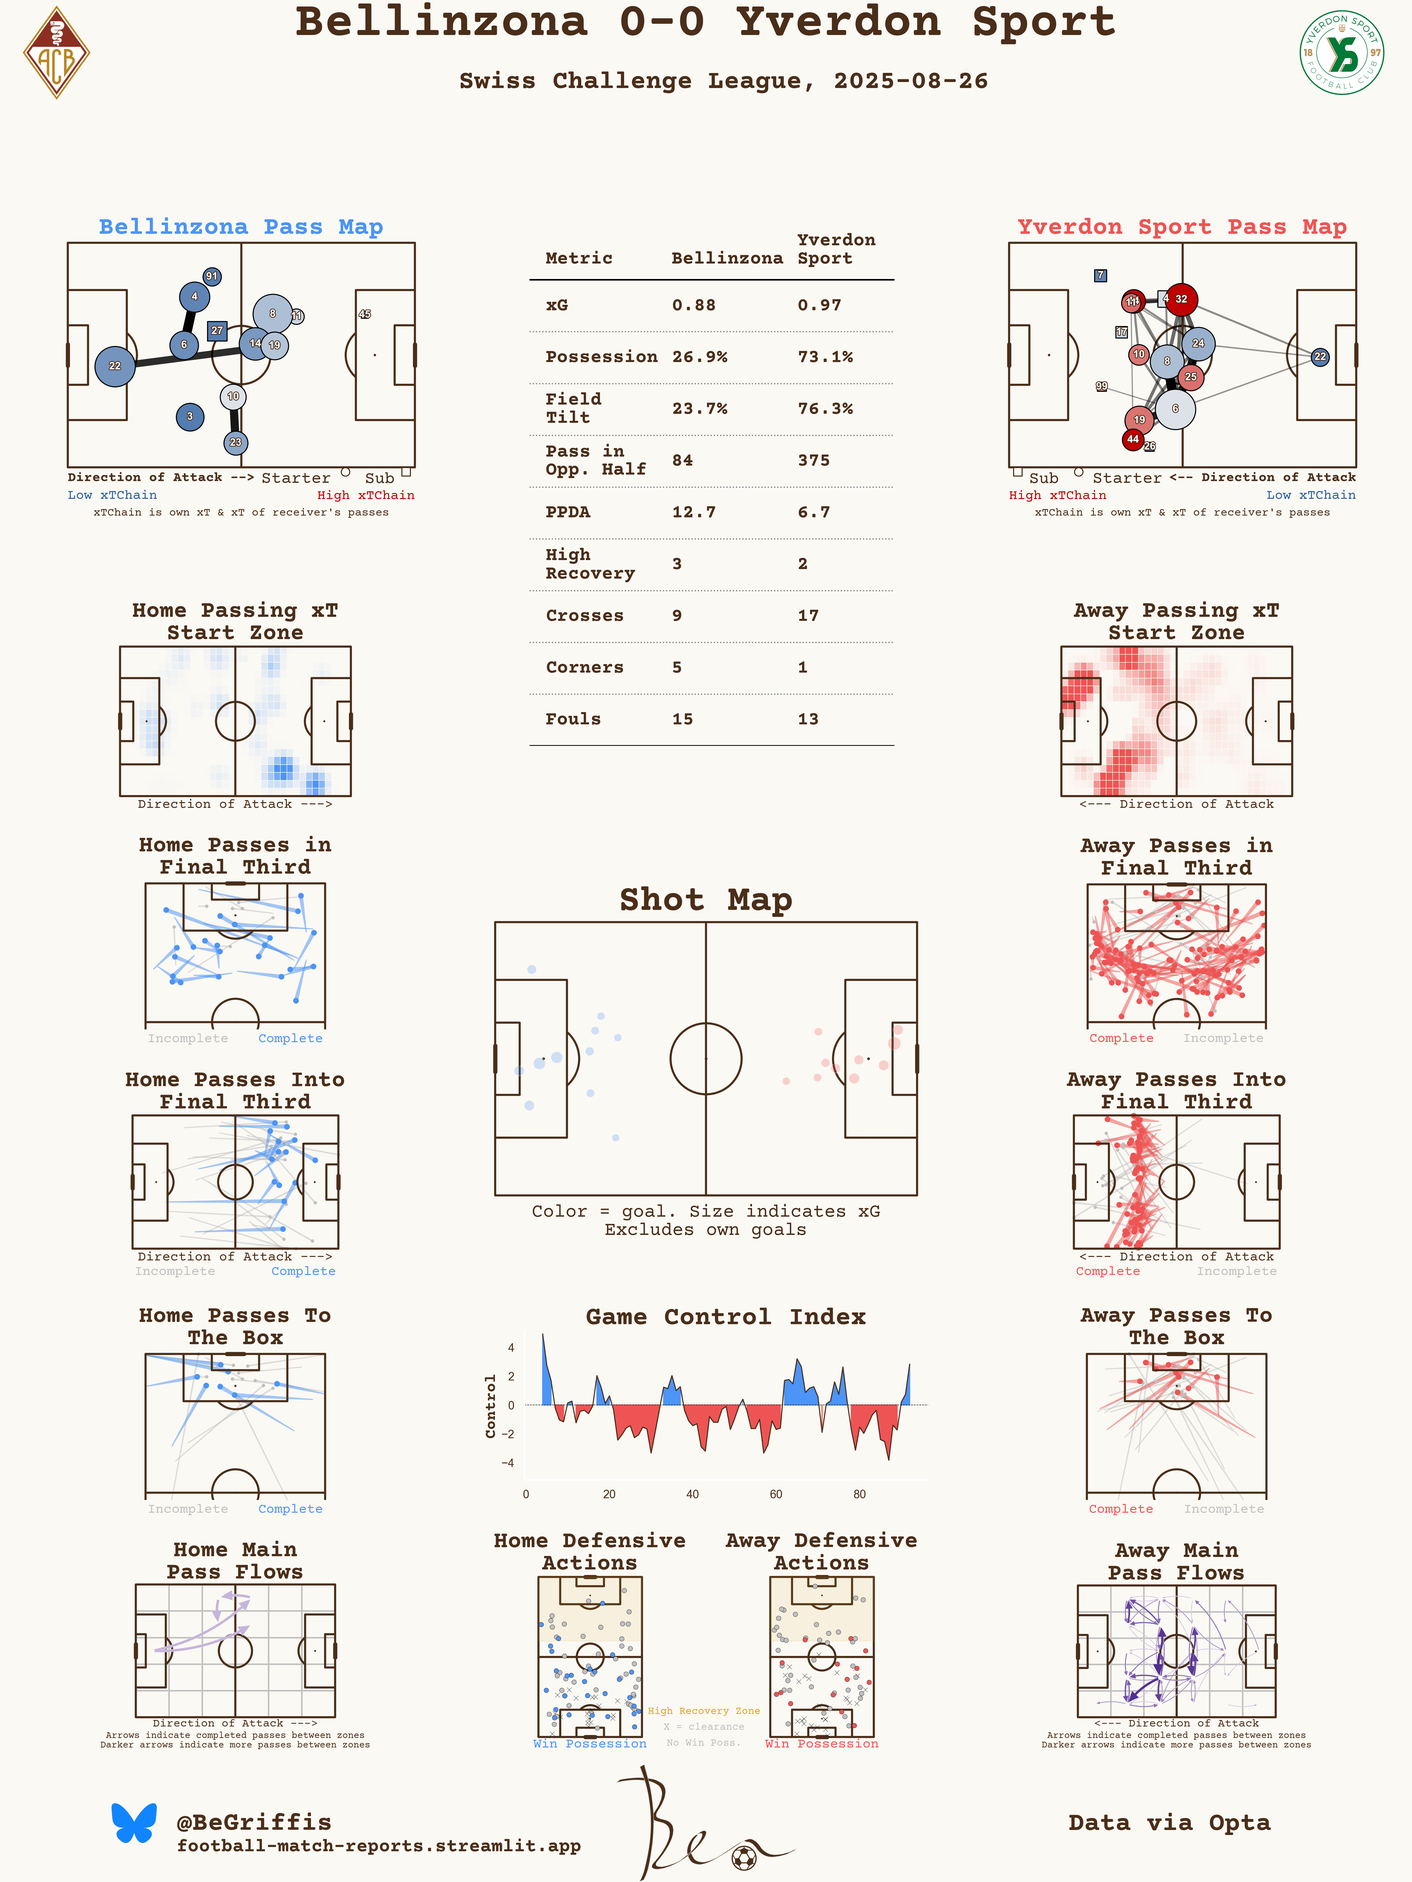 Bellinzona 0-0 Yverdon Sport
Swiss Challenge League, 2025-08-26
ACB
YVERDON SPORT
18 97
FOOTBALL CLUB
Bellinzona Pass Map
91
4
8
11
45
27
6
14
19
22
10
3
23
Direction of Attack --> Starter Sub
Low xTChain High xTChain
xTChain is own xT & xT of receiver's passes
Metric Bellinzona Yverdon Sport
xG 0.88 0.97
Possession 26.9% 73.1%
Field Tilt 23.7% 76.3%
Pass in Opp. Half 84 375
PPDA 12.7 6.7
High Recovery 3 2
Crosses 9 17
Corners 5 1
Fouls 15 13
Yverdon Sport Pass Map
7
4
32
17
24
10
8
22
25
99
6
19
44
26
Sub Starter <-- Direction of Attack
High xTChain Low xTChain
xTChain is own xT & xT of receiver's passes
Home Passing xT
Start Zone
Direction of Attack --->
Away Passing xT
Start Zone
<--- Direction of Attack
Home Passes in
Final Third
Incomplete Complete
Away Passes in
Final Third
Complete Incomplete
Shot Map
Color = goal. Size indicates xG
Excludes own goals
Home Passes Into
Final Third
Direction of Attack --->
Incomplete Complete
Away Passes Into
Final Third
<--- Direction of Attack
Complete Incomplete
Home Passes To
The Box
Incomplete Complete
Game Control Index
Control
4
2
0
−2
−4
0 20 40 60 80
Away Passes To
The Box
Complete Incomplete
Home Main
Pass Flows
Direction of Attack --->
Arrows indicate completed passes between zones
Darker arrows indicate more passes between zones
Home Defensive
Actions
Win Possession
Away Defensive
Actions
Win Possession
High Recovery Zone
X = clearance
No Win Poss.
Away Main
Pass Flows
<--- Direction of Attack
Arrows indicate completed passes between zones
Darker arrows indicate more passes between zones
@BeGriffis
football-match-reports.streamlit.app
Ben
Data via Opta